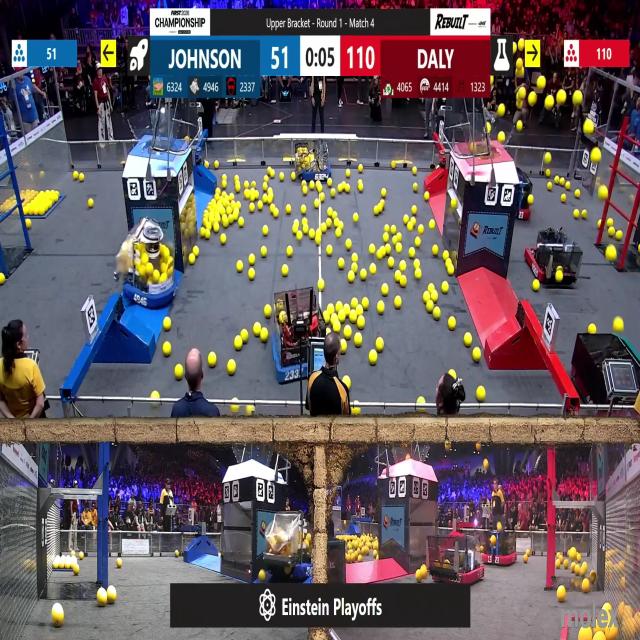 FIRST
CHAMPIONSHIP
Upper Bracket - Round 1 - Match 4
REBUILT
51
JOHNSON
51
0:05
110
DALY
110
6324
4946
2337
4065
4414
1323
REBUILT
4946
Einstein Playoffs